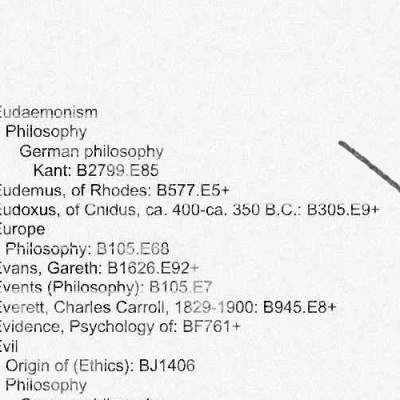 Eudaemonism
Philosophy
German philosophy
Kant: B2799.E85
Eudemus, of Rhodes: B577.E5+
Eudoxus, of Cnidus, ca. 400-ca. 350 B.C.: B305.E9+
Europe
Philosophy: B105.E68
Evans, Gareth: B1626.E92+
Events (Philosophy): B105.E7
Everett, Charles Carroll, 1829-1900: B945.E8+
Evidence, Psychology of: BF761+
Evil
Origin of (Ethics): BJ1406
Philosophy